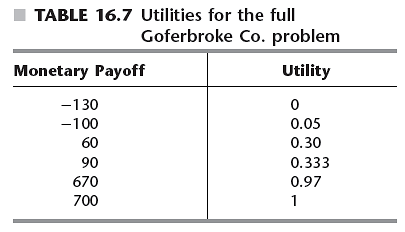 TABLE 16.7 Utilities for the full
Goferbroke Co. problem
Monetary Payoff Utility
−130 0
−100 0.05
60 0.30
90 0.333
670 0.97
700 1